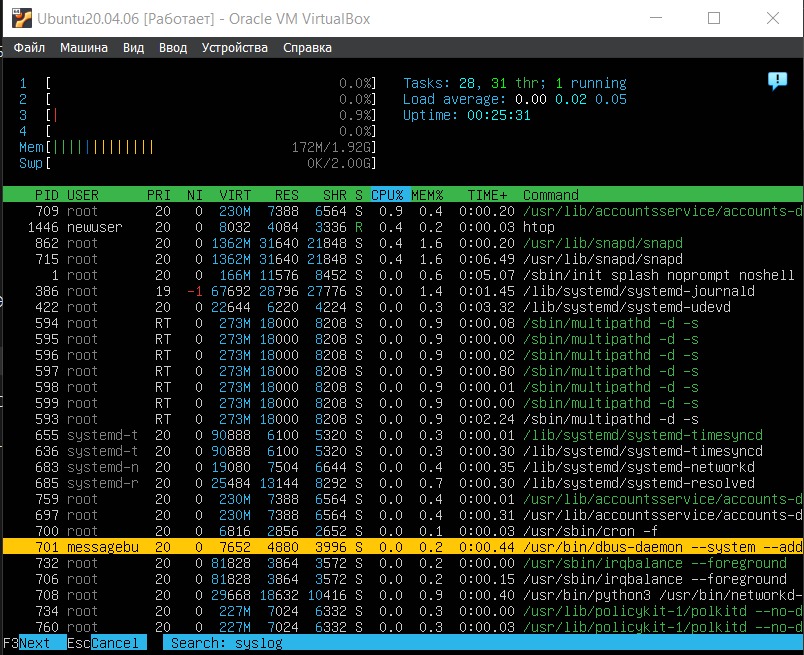 Ubuntu20.04.06 [Работает] - Oracle VM VirtualBox
Файл Машина Вид Ввод Устройства Справка
1 [ 0.0%] Tasks: 28, 31 thr; 1 running
2 [ 0.0%] Load average: 0.00 0.02 0.05
3 [| 0.9%] Uptime: 00:25:31
4 [ 0.0%]
Mem[||||||||||||| 172M/1.92G]
Swp[ 0K/2.00G]
PID USER PRI NI VIRT RES SHR S CPU% MEM% TIME+ Command
709 root 20 0 230M 7388 6564 S 0.9 0.4 0:00.20 /usr/lib/accountsservice/accounts-d
1446 newuser 20 0 8032 4084 3336 R 0.4 0.2 0:00.03 htop
862 root 20 0 1362M 31640 21848 S 0.4 1.6 0:00.20 /usr/lib/snapd/snapd
715 root 20 0 1362M 31640 21848 S 0.4 1.6 0:06.49 /usr/lib/snapd/snapd
1 root 20 0 166M 11576 8452 S 0.0 0.6 0:05.07 /sbin/init splash noprompt noshell
386 root 19 -1 67692 28796 27776 S 0.0 1.4 0:01.45 /lib/systemd/systemd-journald
422 root 20 0 22644 6220 4224 S 0.0 0.3 0:03.32 /lib/systemd/systemd-udevd
594 root RT 0 273M 18000 8208 S 0.0 0.9 0:00.08 /sbin/multipathd -d -s
595 root RT 0 273M 18000 8208 S 0.0 0.9 0:00.00 /sbin/multipathd -d -s
596 root RT 0 273M 18000 8208 S 0.0 0.9 0:00.02 /sbin/multipathd -d -s
597 root RT 0 273M 18000 8208 S 0.0 0.9 0:00.80 /sbin/multipathd -d -s
598 root RT 0 273M 18000 8208 S 0.0 0.9 0:00.01 /sbin/multipathd -d -s
599 root RT 0 273M 18000 8208 S 0.0 0.9 0:00.00 /sbin/multipathd -d -s
593 root RT 0 273M 18000 8208 S 0.0 0.9 0:02.24 /sbin/multipathd -d -s
655 systemd-t 20 0 90888 6100 5320 S 0.0 0.3 0:00.01 /lib/systemd/systemd-timesyncd
636 systemd-t 20 0 90888 6100 5320 S 0.0 0.3 0:00.30 /lib/systemd/systemd-timesyncd
683 systemd-n 20 0 19080 7504 6644 S 0.0 0.4 0:00.35 /lib/systemd/systemd-networkd
685 systemd-r 20 0 25484 13144 8292 S 0.0 0.7 0:00.30 /lib/systemd/systemd-resolved
759 root 20 0 230M 7388 6564 S 0.0 0.4 0:00.01 /usr/lib/accountsservice/accounts-d
697 root 20 0 230M 7388 6564 S 0.0 0.4 0:00.31 /usr/lib/accountsservice/accounts-d
700 root 20 0 6816 2856 2652 S 0.0 0.1 0:00.03 /usr/sbin/cron -f
701 messagebu 20 0 7652 4880 3996 S 0.0 0.2 0:00.44 /usr/bin/dbus-daemon --system --add
732 root 20 0 81828 3864 3572 S 0.0 0.2 0:00.00 /usr/sbin/irqbalance --foreground
706 root 20 0 81828 3864 3572 S 0.0 0.2 0:00.15 /usr/sbin/irqbalance --foreground
708 root 20 0 29668 18632 10416 S 0.0 0.9 0:00.40 /usr/bin/python3 /usr/bin/networkd-
734 root 20 0 227M 7024 6332 S 0.0 0.3 0:00.00 /usr/lib/policykit-1/polkitd --no-d
760 root 20 0 227M 7024 6332 S 0.0 0.3 0:00.03 /usr/lib/policykit-1/polkitd --no-d
F3Next EscCancel Search: syslog